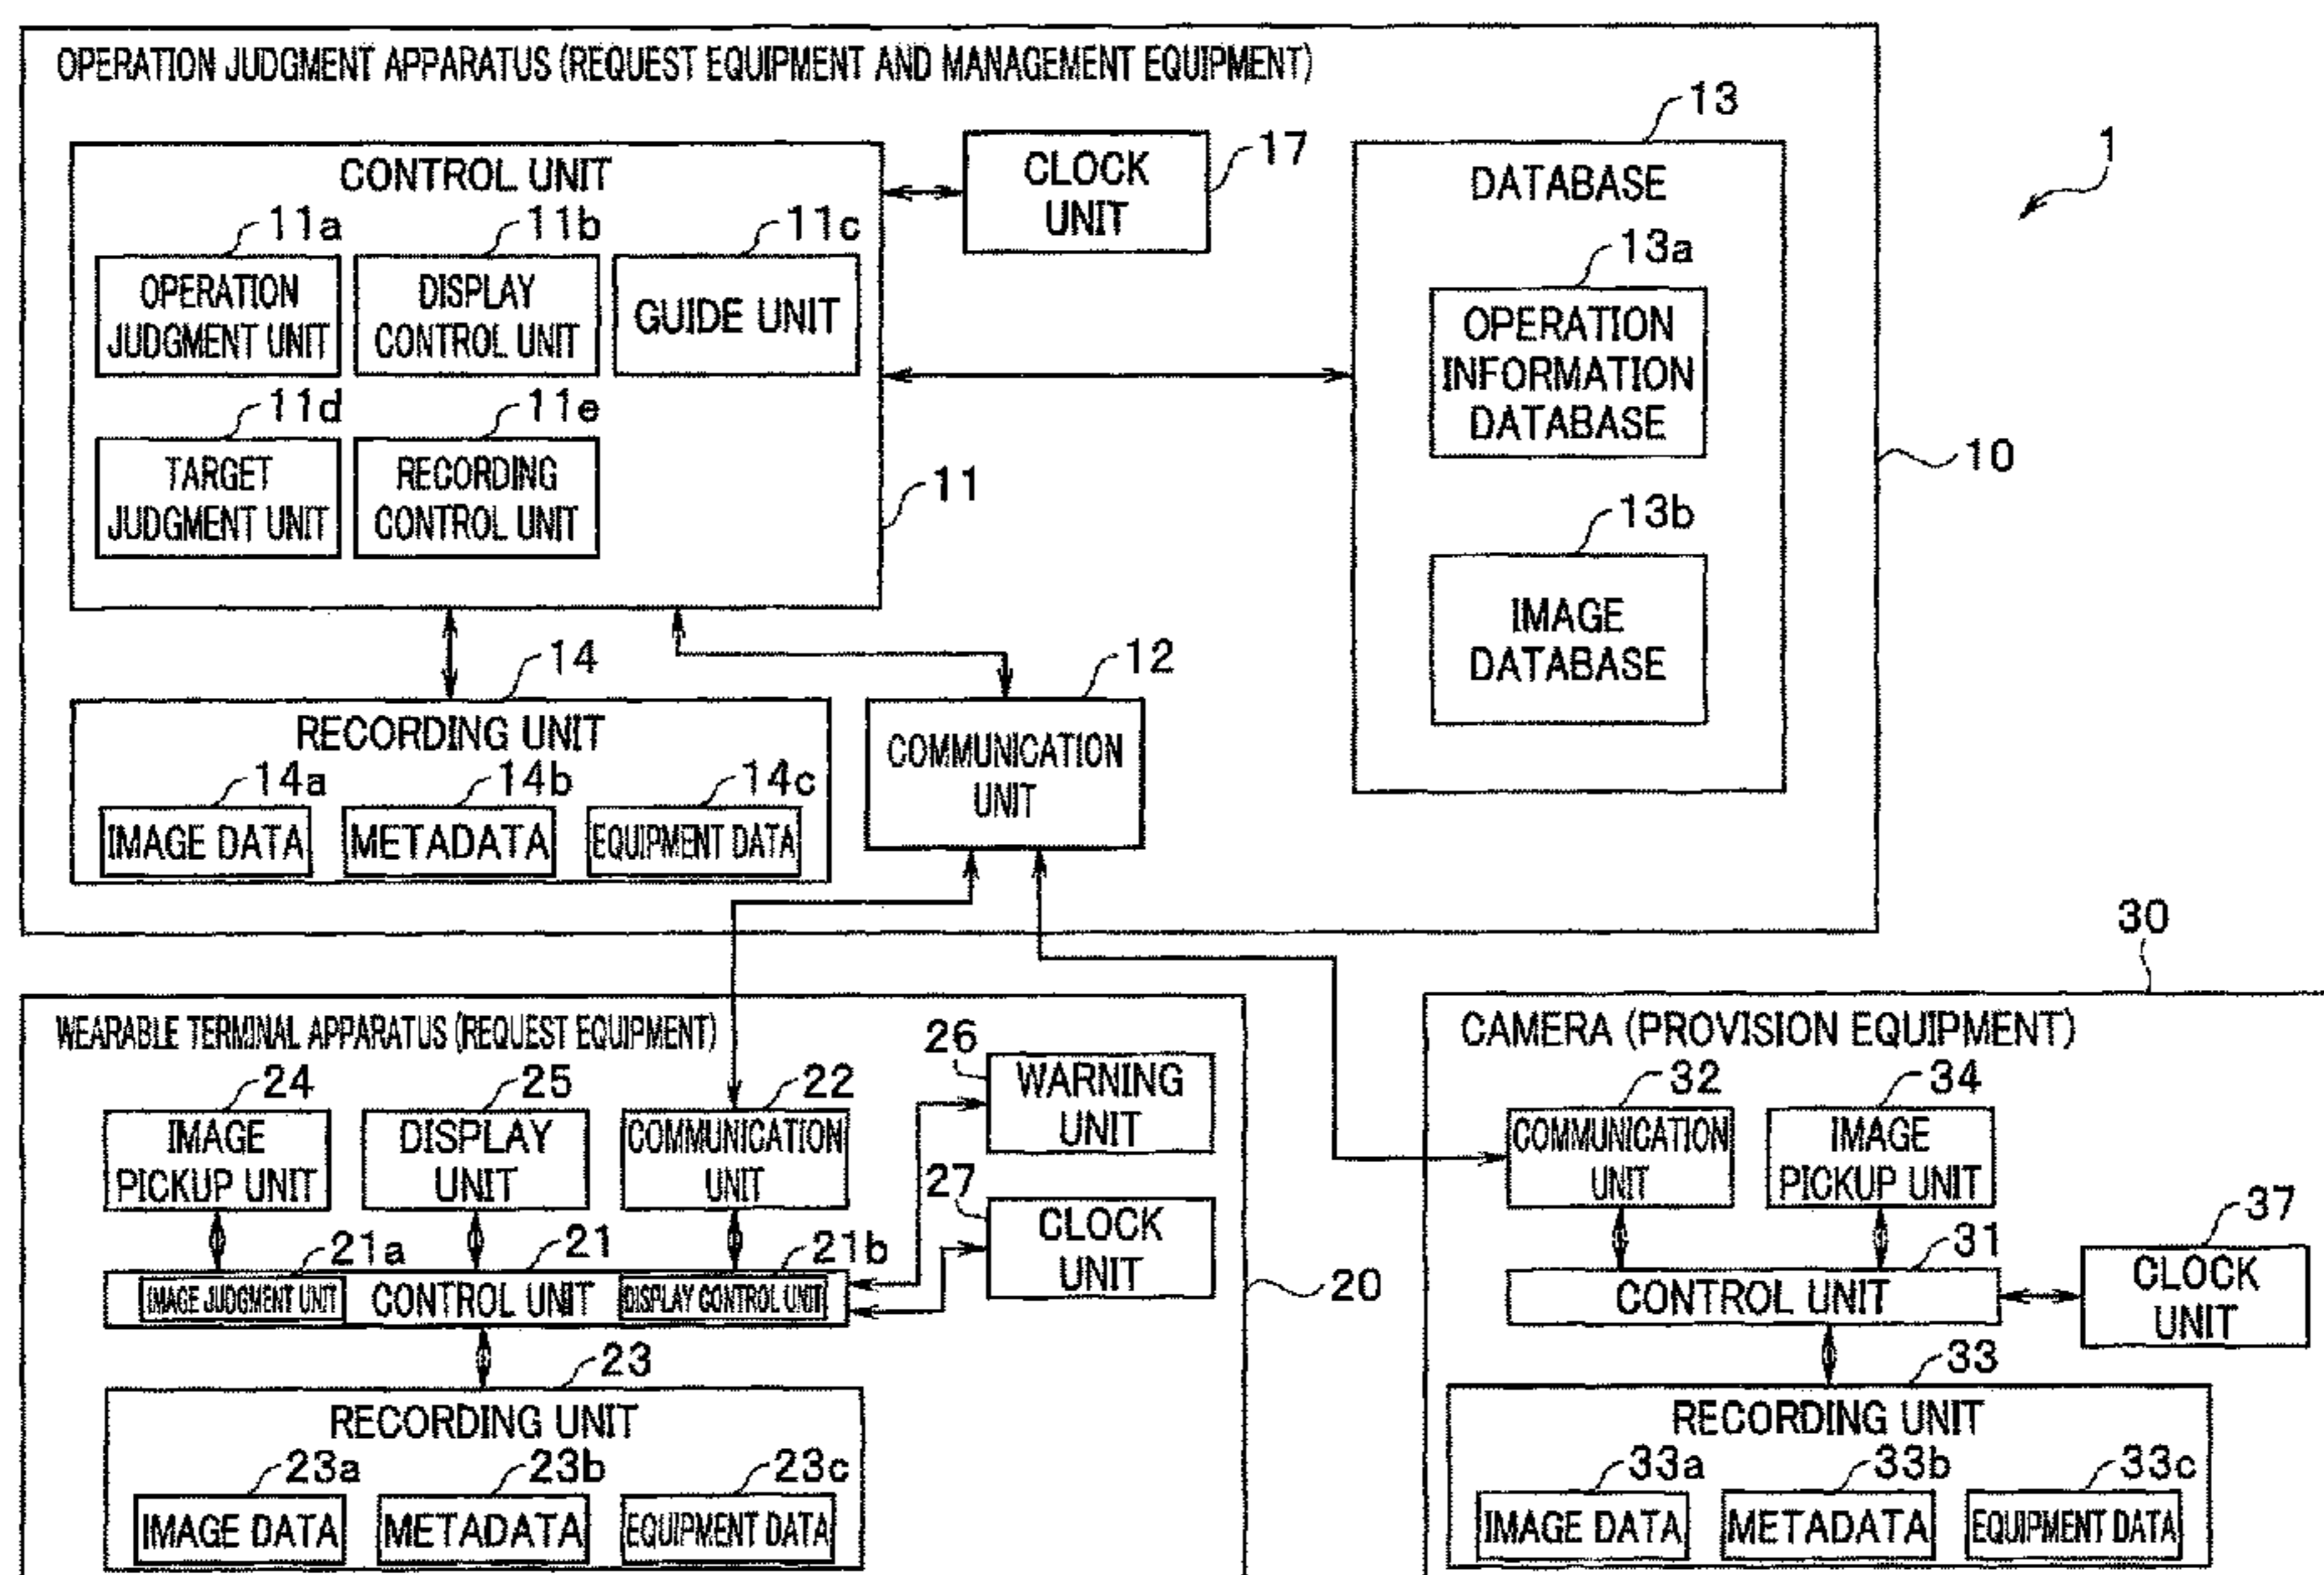 OPERATION JUDGMENT APPARATUS (REQUEST EQUIPMENT AND MANAGEMENT EQUIPMENT)
13
17
1
CONTROL UNIT
CLOCK
UNIT
DATABASE
11a
11b
11c
13a
OPERATION
JUDGMENT UNIT
DISPLAY
CONTROL UNIT
GUIDE UNIT
OPERATION
INFORMATION
DATABASE
11d
11e
10
TARGET
JUDGMENT UNIT
RECORDING
CONTROL UNIT
11
13b
IMAGE
DATABASE
14
12
RECORDING UNIT
COMMUNICATION
UNIT
14a
14b
14c
IMAGE DATA
METADATA
EQUIPMENT DATA
30
WEARABLE TERMINAL APPARATUS (REQUEST EQUIPMENT)
24
25
22
26
IMAGE
PICKUP UNIT
DISPLAY
UNIT
COMMUNICATION
UNIT
WARNING
UNIT
27
CLOCK
UNIT
21a
21
21b
20
IMAGE JUDGMENT UNIT
CONTROL UNIT
DISPLAY CONTROL UNIT
23
RECORDING UNIT
23a
23b
23c
IMAGE DATA
METADATA
EQUIPMENT DATA
CAMERA (PROVISION EQUIPMENT)
32
34
COMMUNICATION
UNIT
IMAGE
PICKUP UNIT
37
31
CONTROL UNIT
CLOCK
UNIT
33
RECORDING UNIT
33a
33b
33c
IMAGE DATA
METADATA
EQUIPMENT DATA